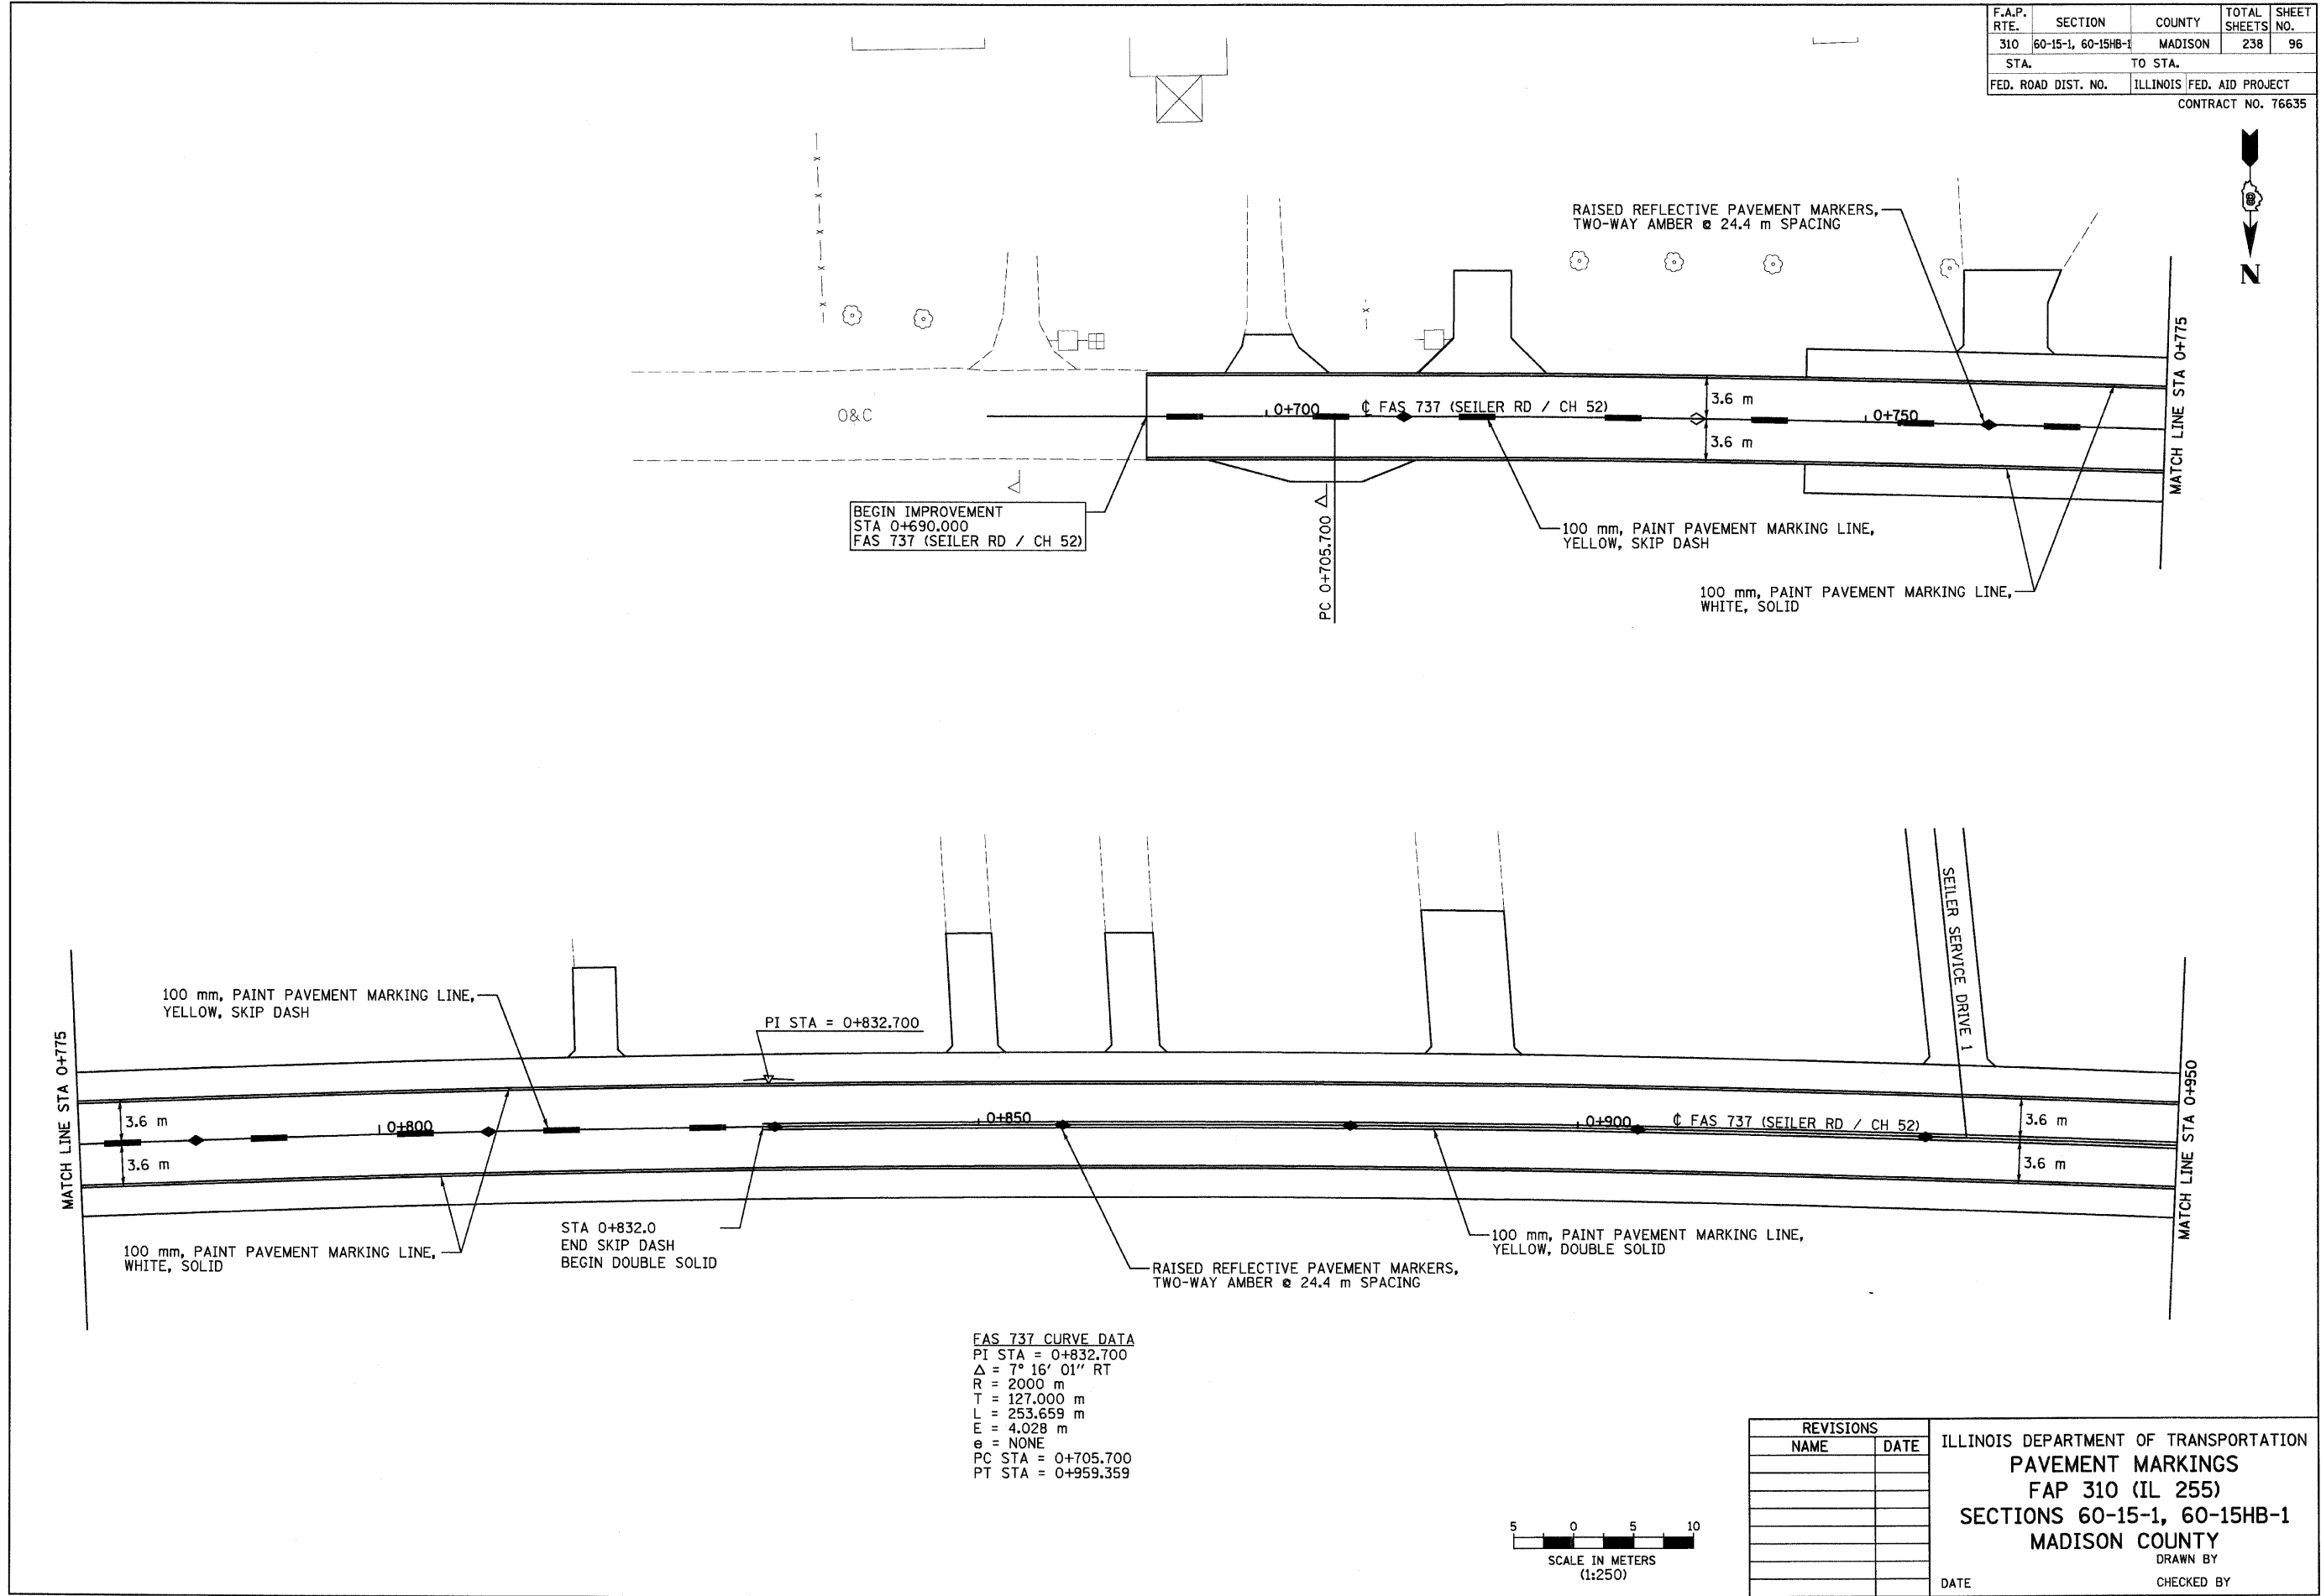 F.A.P. RTE. SECTION COUNTY TOTAL SHEETS SHEET NO.
310 60-15-1, 60-15HB-1 MADISON 238 96
STA. TO STA.
FED. ROAD DIST. NO. ILLINOIS FED. AID PROJECT
CONTRACT NO. 76635
N
RAISED REFLECTIVE PAVEMENT MARKERS,
TWO-WAY AMBER @ 24.4 m SPACING
MATCH LINE STA 0+775
O&C
0+700
℄ FAS 737 (SEILER RD / CH 52)
3.6 m
0+750
3.6 m
BEGIN IMPROVEMENT
STA 0+690.000
FAS 737 (SEILER RD / CH 52)
PC 0+705.700
100 mm, PAINT PAVEMENT MARKING LINE,
YELLOW, SKIP DASH
100 mm, PAINT PAVEMENT MARKING LINE,
WHITE, SOLID
SEILER SERVICE DRIVE 1
100 mm, PAINT PAVEMENT MARKING LINE,
YELLOW, SKIP DASH
PI STA = 0+832.700
MATCH LINE STA 0+775
3.6 m
0+800
0+850
0+900
℄ FAS 737 (SEILER RD / CH 52)
3.6 m
3.6 m
3.6 m
MATCH LINE STA 0+950
100 mm, PAINT PAVEMENT MARKING LINE,
WHITE, SOLID
STA 0+832.0
END SKIP DASH
BEGIN DOUBLE SOLID
100 mm, PAINT PAVEMENT MARKING LINE,
YELLOW, DOUBLE SOLID
RAISED REFLECTIVE PAVEMENT MARKERS,
TWO-WAY AMBER @ 24.4 m SPACING
FAS 737 CURVE DATA
PI STA = 0+832.700
Δ = 7° 16' 01'' RT
R = 2000 m
T = 127.000 m
L = 253.659 m
E = 4.028 m
e = NONE
PC STA = 0+705.700
PT STA = 0+959.359
5 0 5 10
SCALE IN METERS
(1:250)
REVISIONS
NAME DATE
ILLINOIS DEPARTMENT OF TRANSPORTATION
PAVEMENT MARKINGS
FAP 310 (IL 255)
SECTIONS 60-15-1, 60-15HB-1
MADISON COUNTY
DRAWN BY
DATE CHECKED BY